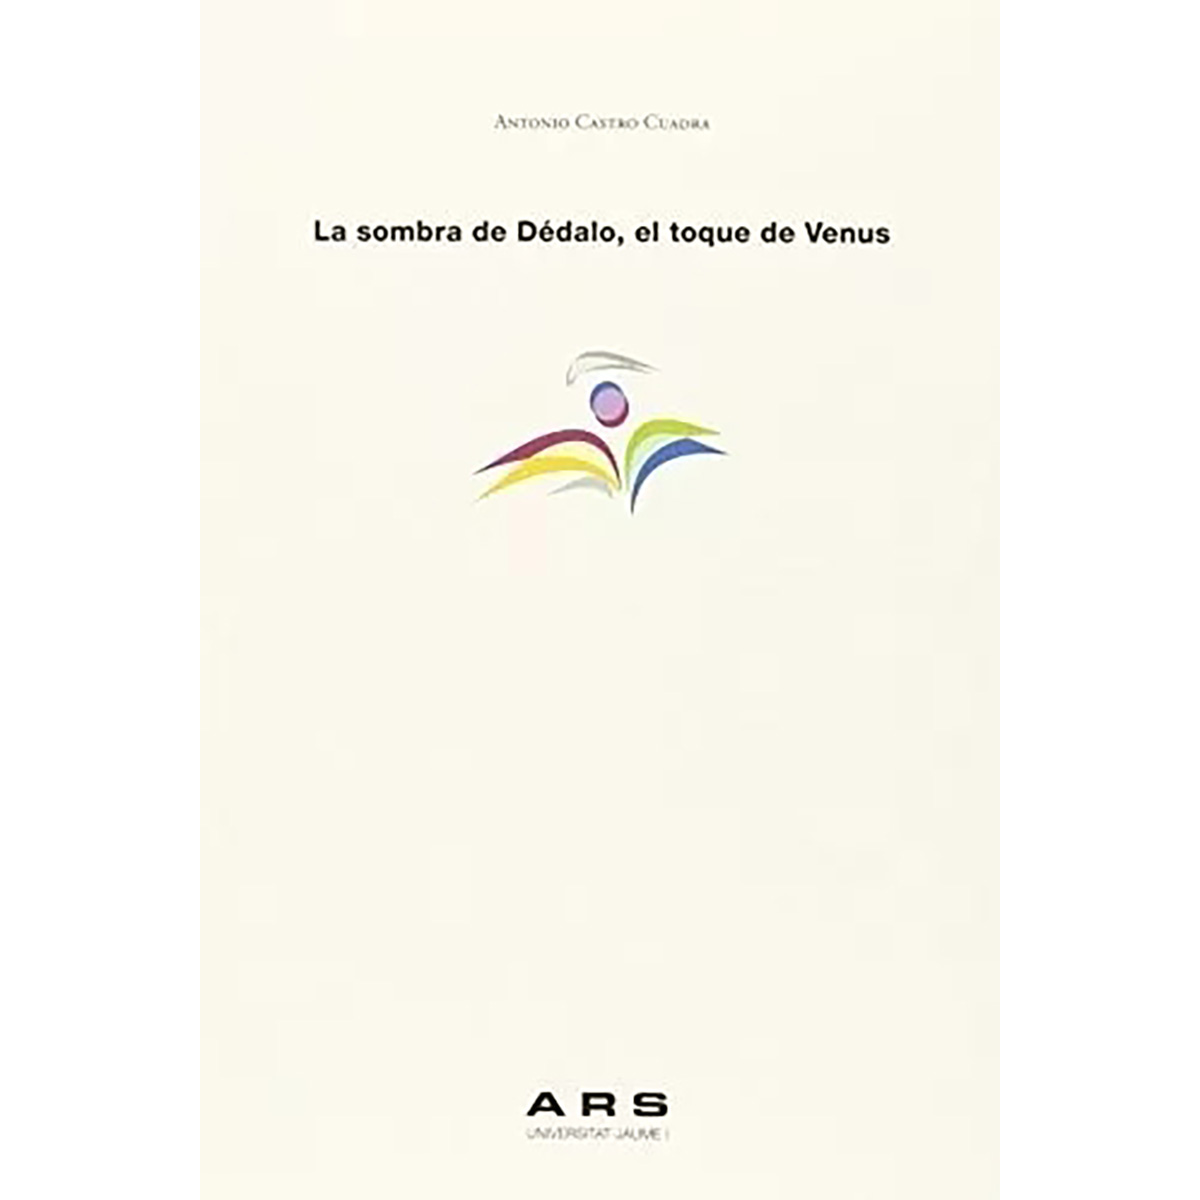 ANTONIO CASTRO CUADRA
La sombra de Dédalo, el toque de Venus
ARS
UNIVERSITAT JAUME I